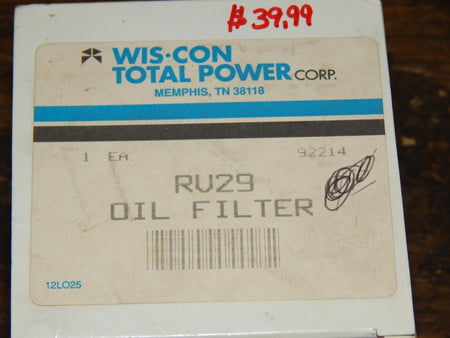 $ 39.99
WIS-CON
TOTAL POWER CORP.
MEMPHIS, TN 38118
1 EA 92214
RV29
OIL FILTER
12LO25